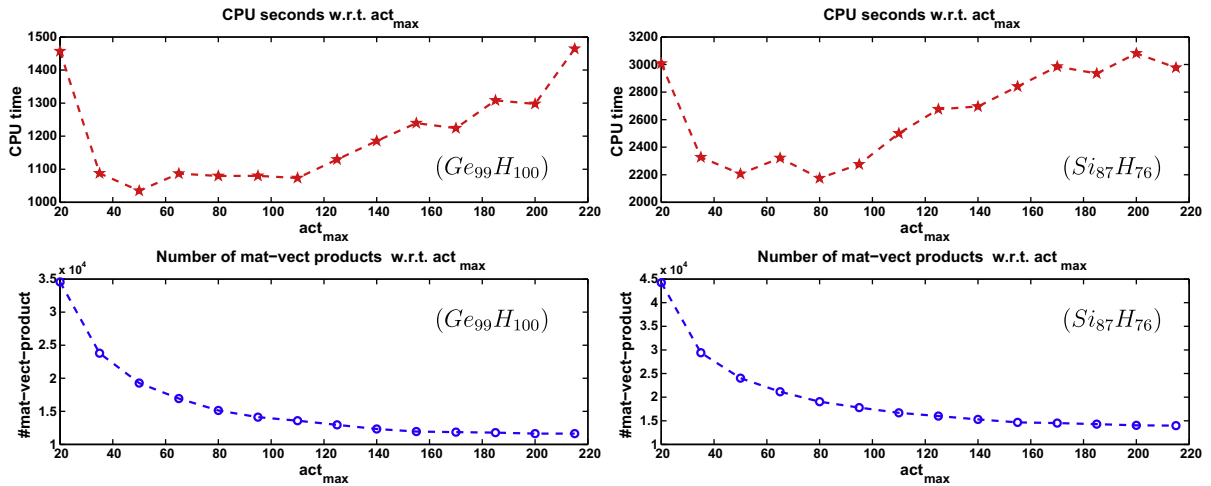 CPU seconds w.r.t. act_max
1500
1400
1300
1200
1100
1000
CPU time
(Ge_99H_100)
20 40 60 80 100 120 140 160 180 200 220
act_max
CPU seconds w.r.t. act_max
3200
3000
2800
2600
2400
2200
2000
CPU time
(Si_87H_76)
20 40 60 80 100 120 140 160 180 200 220
act_max
Number of mat−vect products w.r.t. act_max
x 10^4
3.5
3
2.5
2
1.5
1
#mat−vect−product
(Ge_99H_100)
20 40 60 80 100 120 140 160 180 200 220
act_max
Number of mat−vect products w.r.t. act_max
x 10^4
4.5
4
3.5
3
2.5
2
1.5
1
#mat−vect−product
(Si_87H_76)
20 40 60 80 100 120 140 160 180 200 220
act_max